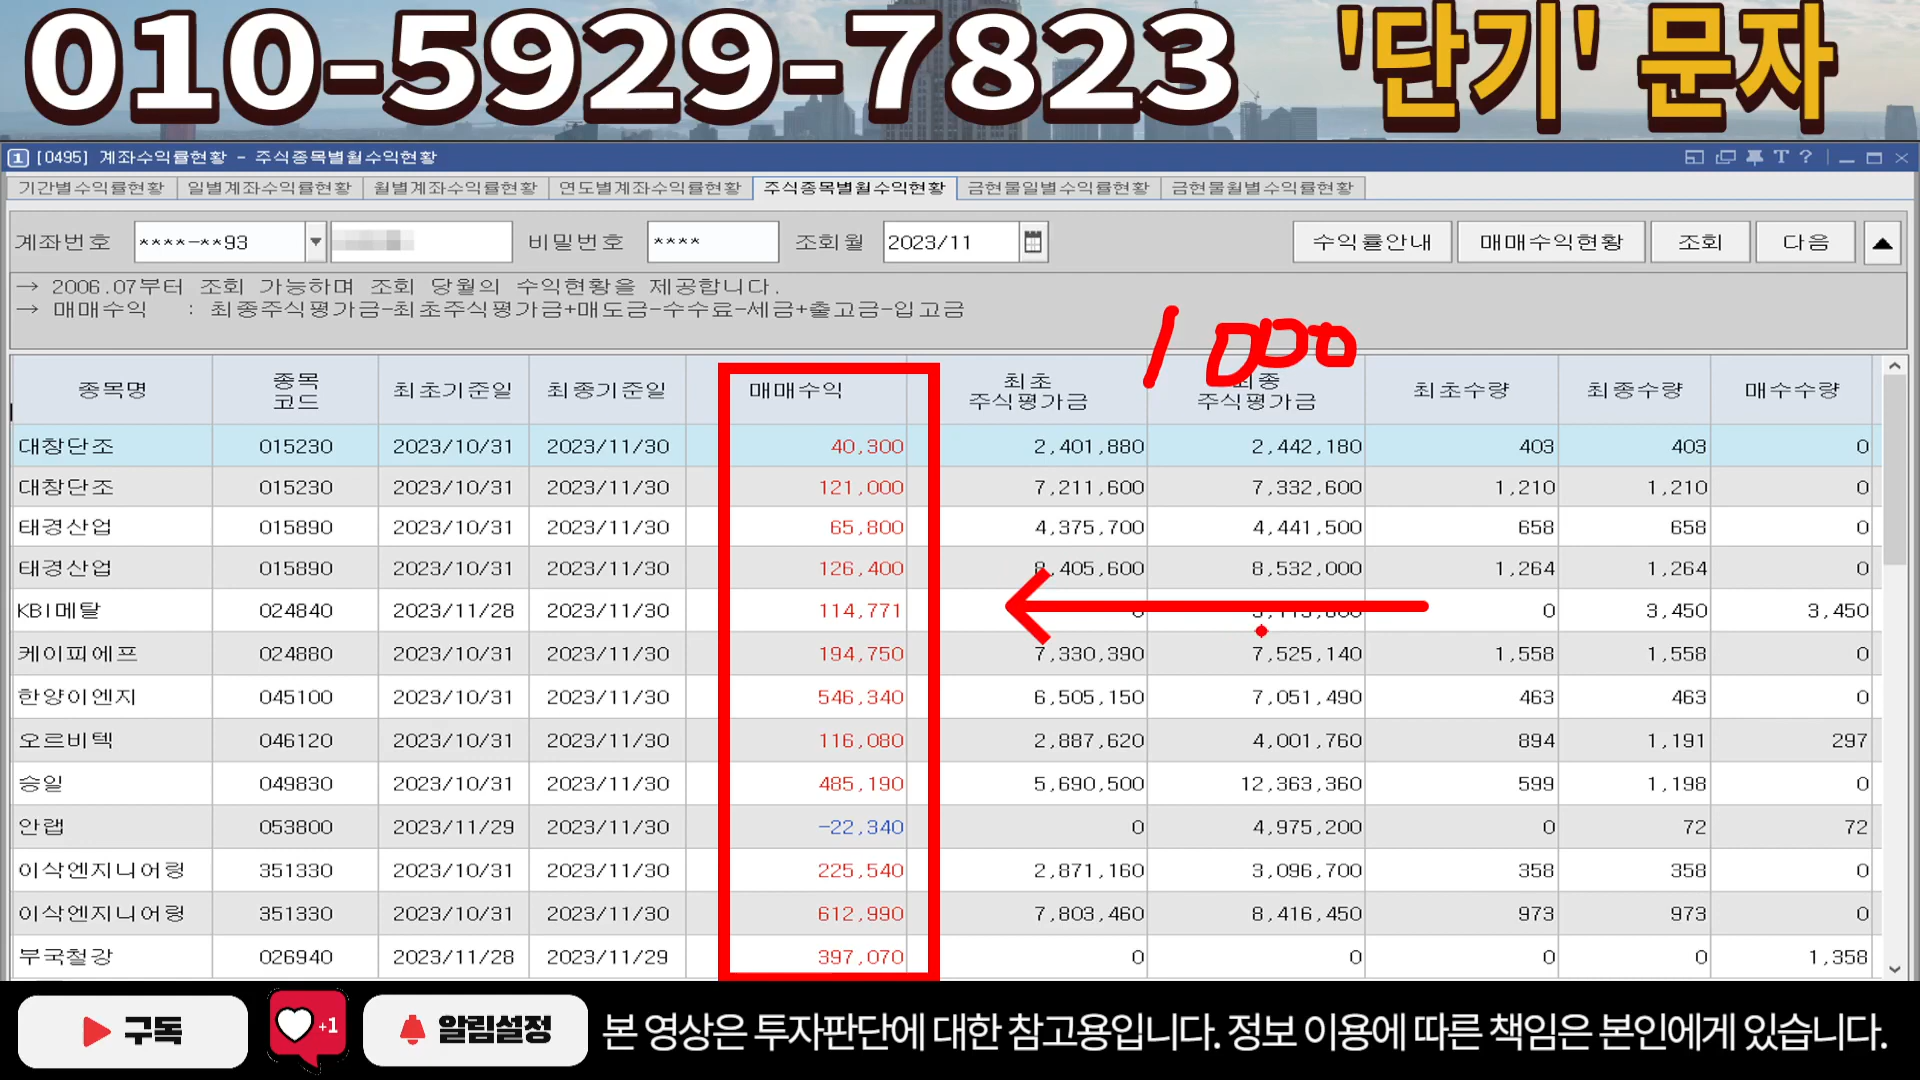 010-5929-7823 '단기' 문자
1 [0495] 계좌수익률현황 - 주식종목별월수익현황
기간별수익률현황 일별계좌수익률현황 월별계좌수익률현황 연도별계좌수익률현황 주식종목별월수익현황 금현물일별수익률현황 금현물월별수익률현황
계좌번호 ****-**93 비밀번호 **** 조회월 2023/11 수익률안내 매매수익현황 조회 다음
→ 2006.07부터 조회 가능하며 조회 당월의 수익현황을 제공합니다.
→ 매매수익 : 최종주식평가금-최초주식평가금+매도금-수수료-세금+출고금-입고금
1000
종목명 종목코드 최초기준일 최종기준일 매매수익 최초주식평가금 최종주식평가금 최초수량 최종수량 매수수량
대창단조 015230 2023/10/31 2023/11/30 40,300 2,401,880 2,442,180 403 403 0
대창단조 015230 2023/10/31 2023/11/30 121,000 7,211,600 7,332,600 1,210 1,210 0
태경산업 015890 2023/10/31 2023/11/30 65,800 4,375,700 4,441,500 658 658 0
태경산업 015890 2023/10/31 2023/11/30 126,400 8,405,600 8,532,000 1,264 1,264 0
KBI메탈 024840 2023/11/28 2023/11/30 114,771 0 0 3,450 3,450
케이피에프 024880 2023/10/31 2023/11/30 194,750 7,330,390 7,525,140 1,558 1,558 0
한양이엔지 045100 2023/10/31 2023/11/30 546,340 6,505,150 7,051,490 463 463 0
오르비텍 046120 2023/10/31 2023/11/30 116,080 2,887,620 4,001,760 894 1,191 297
승일 049830 2023/10/31 2023/11/30 485,190 5,690,500 12,363,360 599 1,198 0
안랩 053800 2023/11/29 2023/11/30 -22,340 0 4,975,200 0 72 72
이삭엔지니어링 351330 2023/10/31 2023/11/30 225,540 2,871,160 3,096,700 358 358 0
이삭엔지니어링 351330 2023/10/31 2023/11/30 612,990 7,803,460 8,416,450 973 973 0
부국철강 026940 2023/11/28 2023/11/29 397,070 0 0 0 0 1,358
구독 +1 알림설정 본 영상은 투자판단에 대한 참고용입니다. 정보 이용에 따른 책임은 본인에게 있습니다.